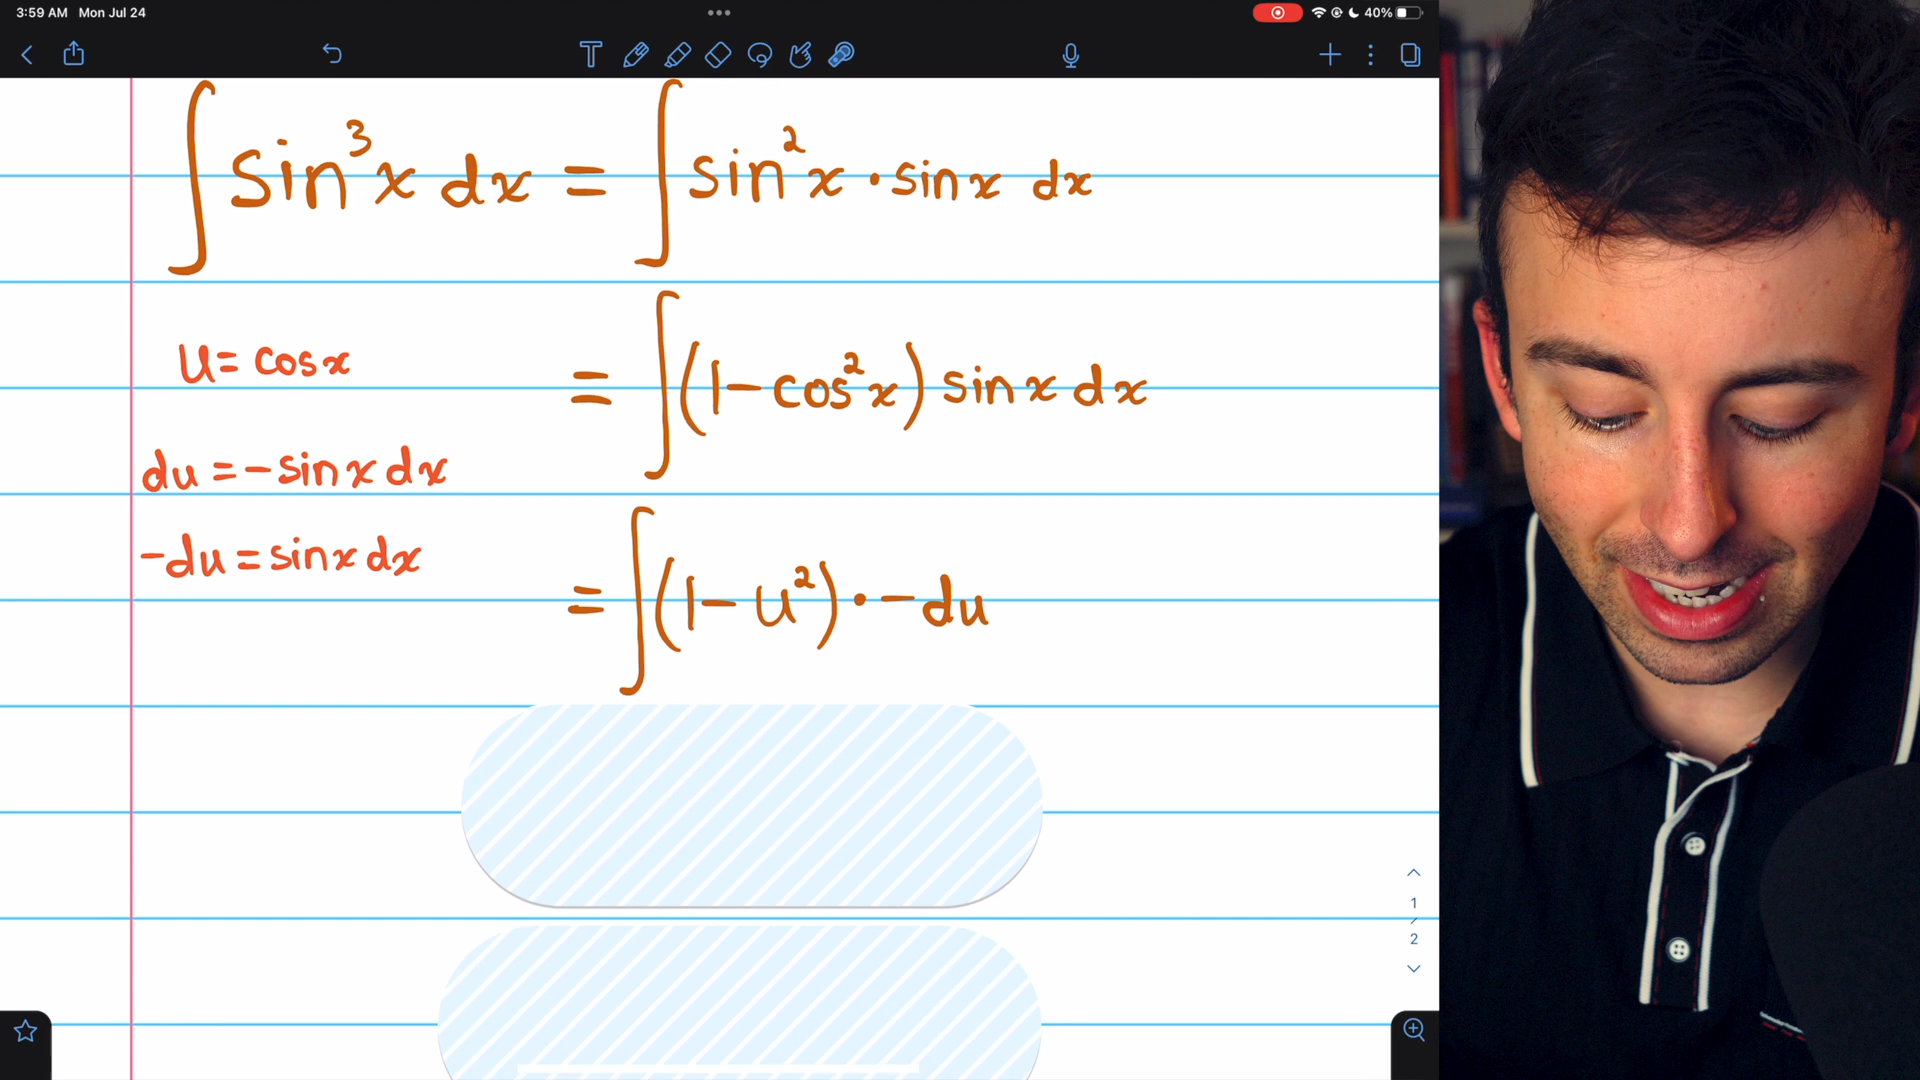 3:59 AM Mon Jul 24
40%
∫ sin³x dx = ∫ sin²x · sinx dx
u = cosx
= ∫ (1 − cos²x) sinx dx
du = −sinx dx
−du = sinx dx
= ∫ (1 − u²) · −du
1
/
2